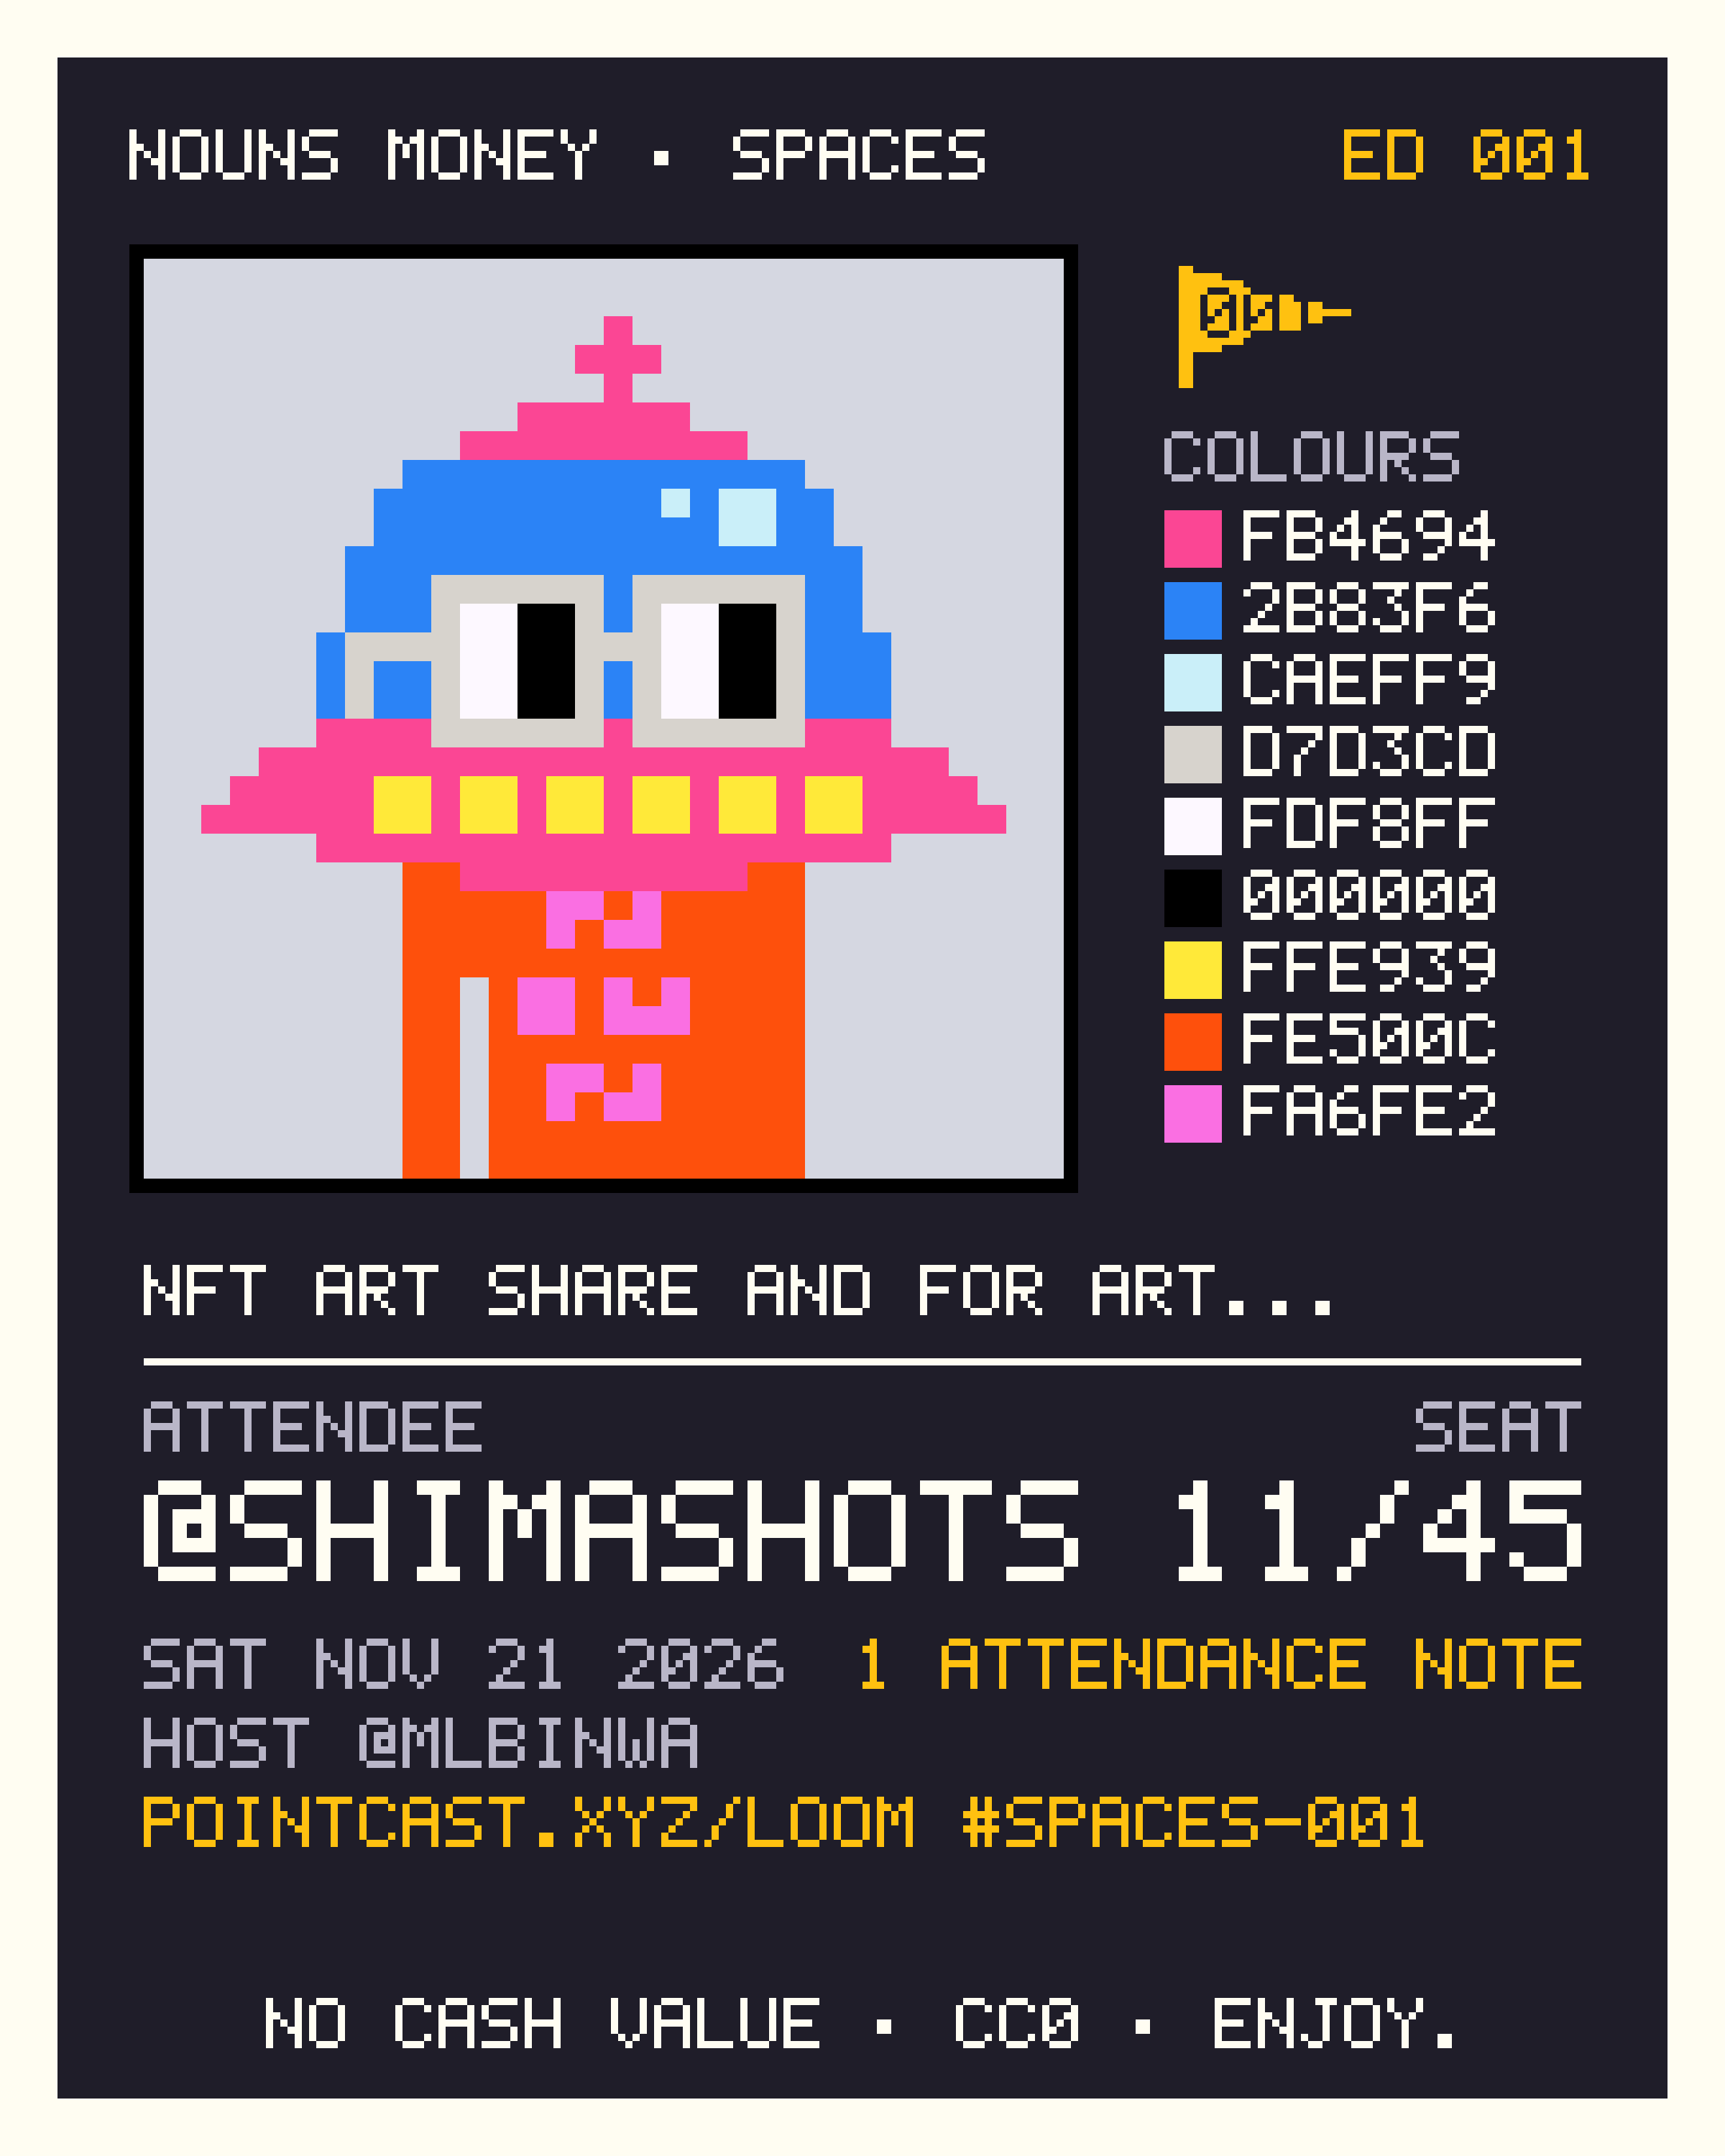 NOUNS MONEY · SPACES
ED 001
COLOURS
FB4694
2B83F6
CAEFF9
D7D3CD
FDF8FF
000000
FFE939
FE500C
FA6FE2
NFT ART SHARE AND FOR ART...
ATTENDEE
SEAT
@SHIMASHOTS
11/45
SAT NOV 21 2026
1 ATTENDANCE NOTE
HOST @MLBINWA
POINTCAST.XYZ/LOOM #SPACES-001
NO CASH VALUE · CC0 · ENJOY.